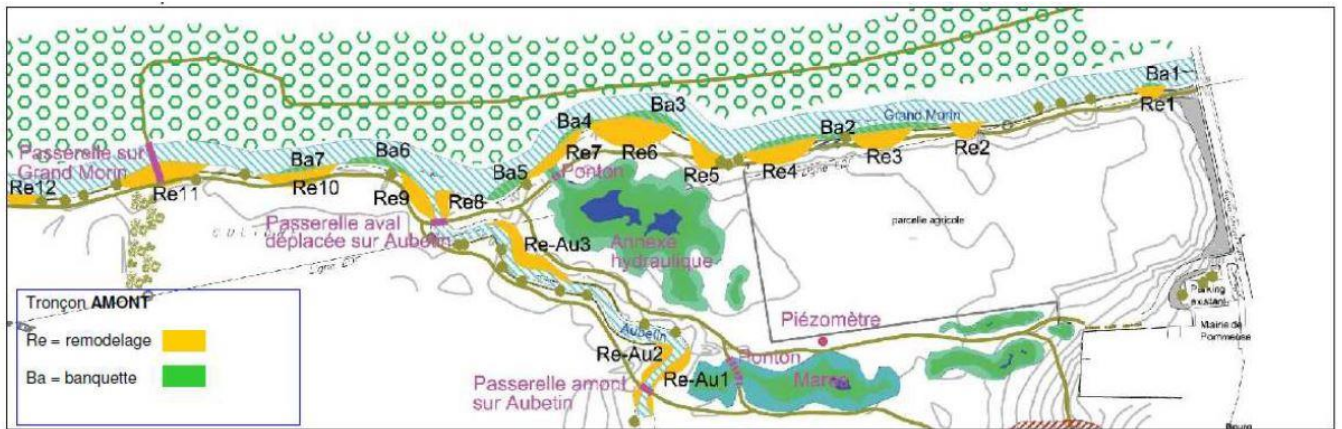 Ba1
Re1
Grand Morin
Ba2
Re2
Re3
Re4
Re5
Ba3
Ba4
Re6
Re7
Ba5
Ponton
Ba6
Ba7
Re8
Re9
Re10
Re11
Re12
Passerelle sur
Grand Morin
Passerelle aval
déplacée sur Aubetin
Re-Au3
Annexe
hydraulique
parcelle agricole
Parking
existant
Mairie de
Pommeuse
Piézomètre
Aubetin
Re-Au2
Re-Au1
Ponton
Mares
Passerelle amont
sur Aubetin
Tronçon AMONT
Re = remodelage
Ba = banquette